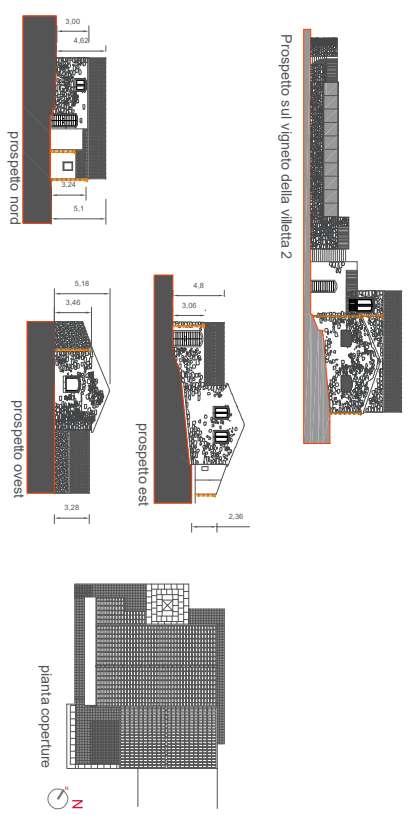 Prospetto sul vigneto della villetta 2
3,00
4,62
3,24
5,1
prospetto nord
4,8
3,06
2,36
prospetto est
5,18
3,46
3,28
prospetto ovest
pianta coperture
N
N